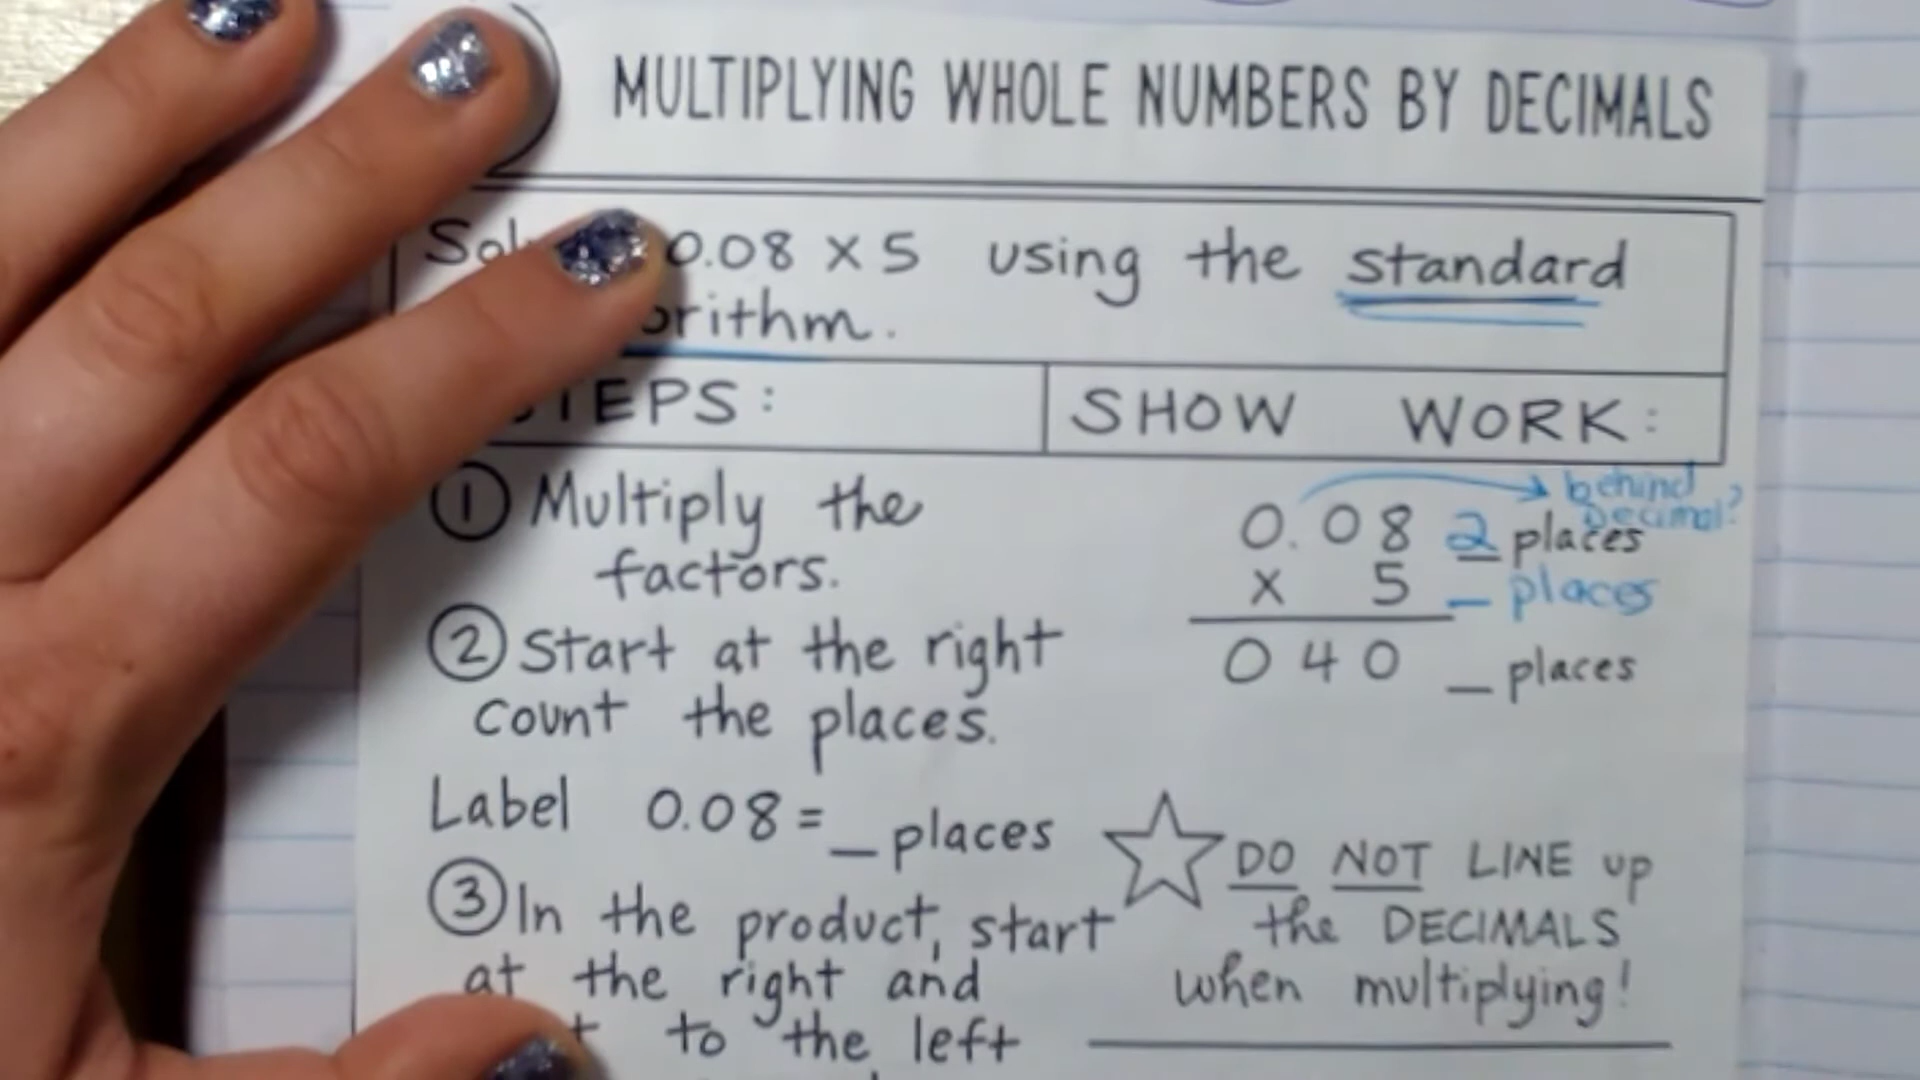 MULTIPLYING WHOLE NUMBERS BY DECIMALS
0.08 x 5 using the standard
orithm.
TEPS:
SHOW WORK:
① Multiply the
factors.
② Start at the right
count the places.
Label 0.08 = _ places
③ In the product, start
at the right and
to the left
behind
Decimal?
0.08 2 places
x 5 _ places
0 4 0 _ places
DO NOT LINE up
the DECIMALS
when multiplying!